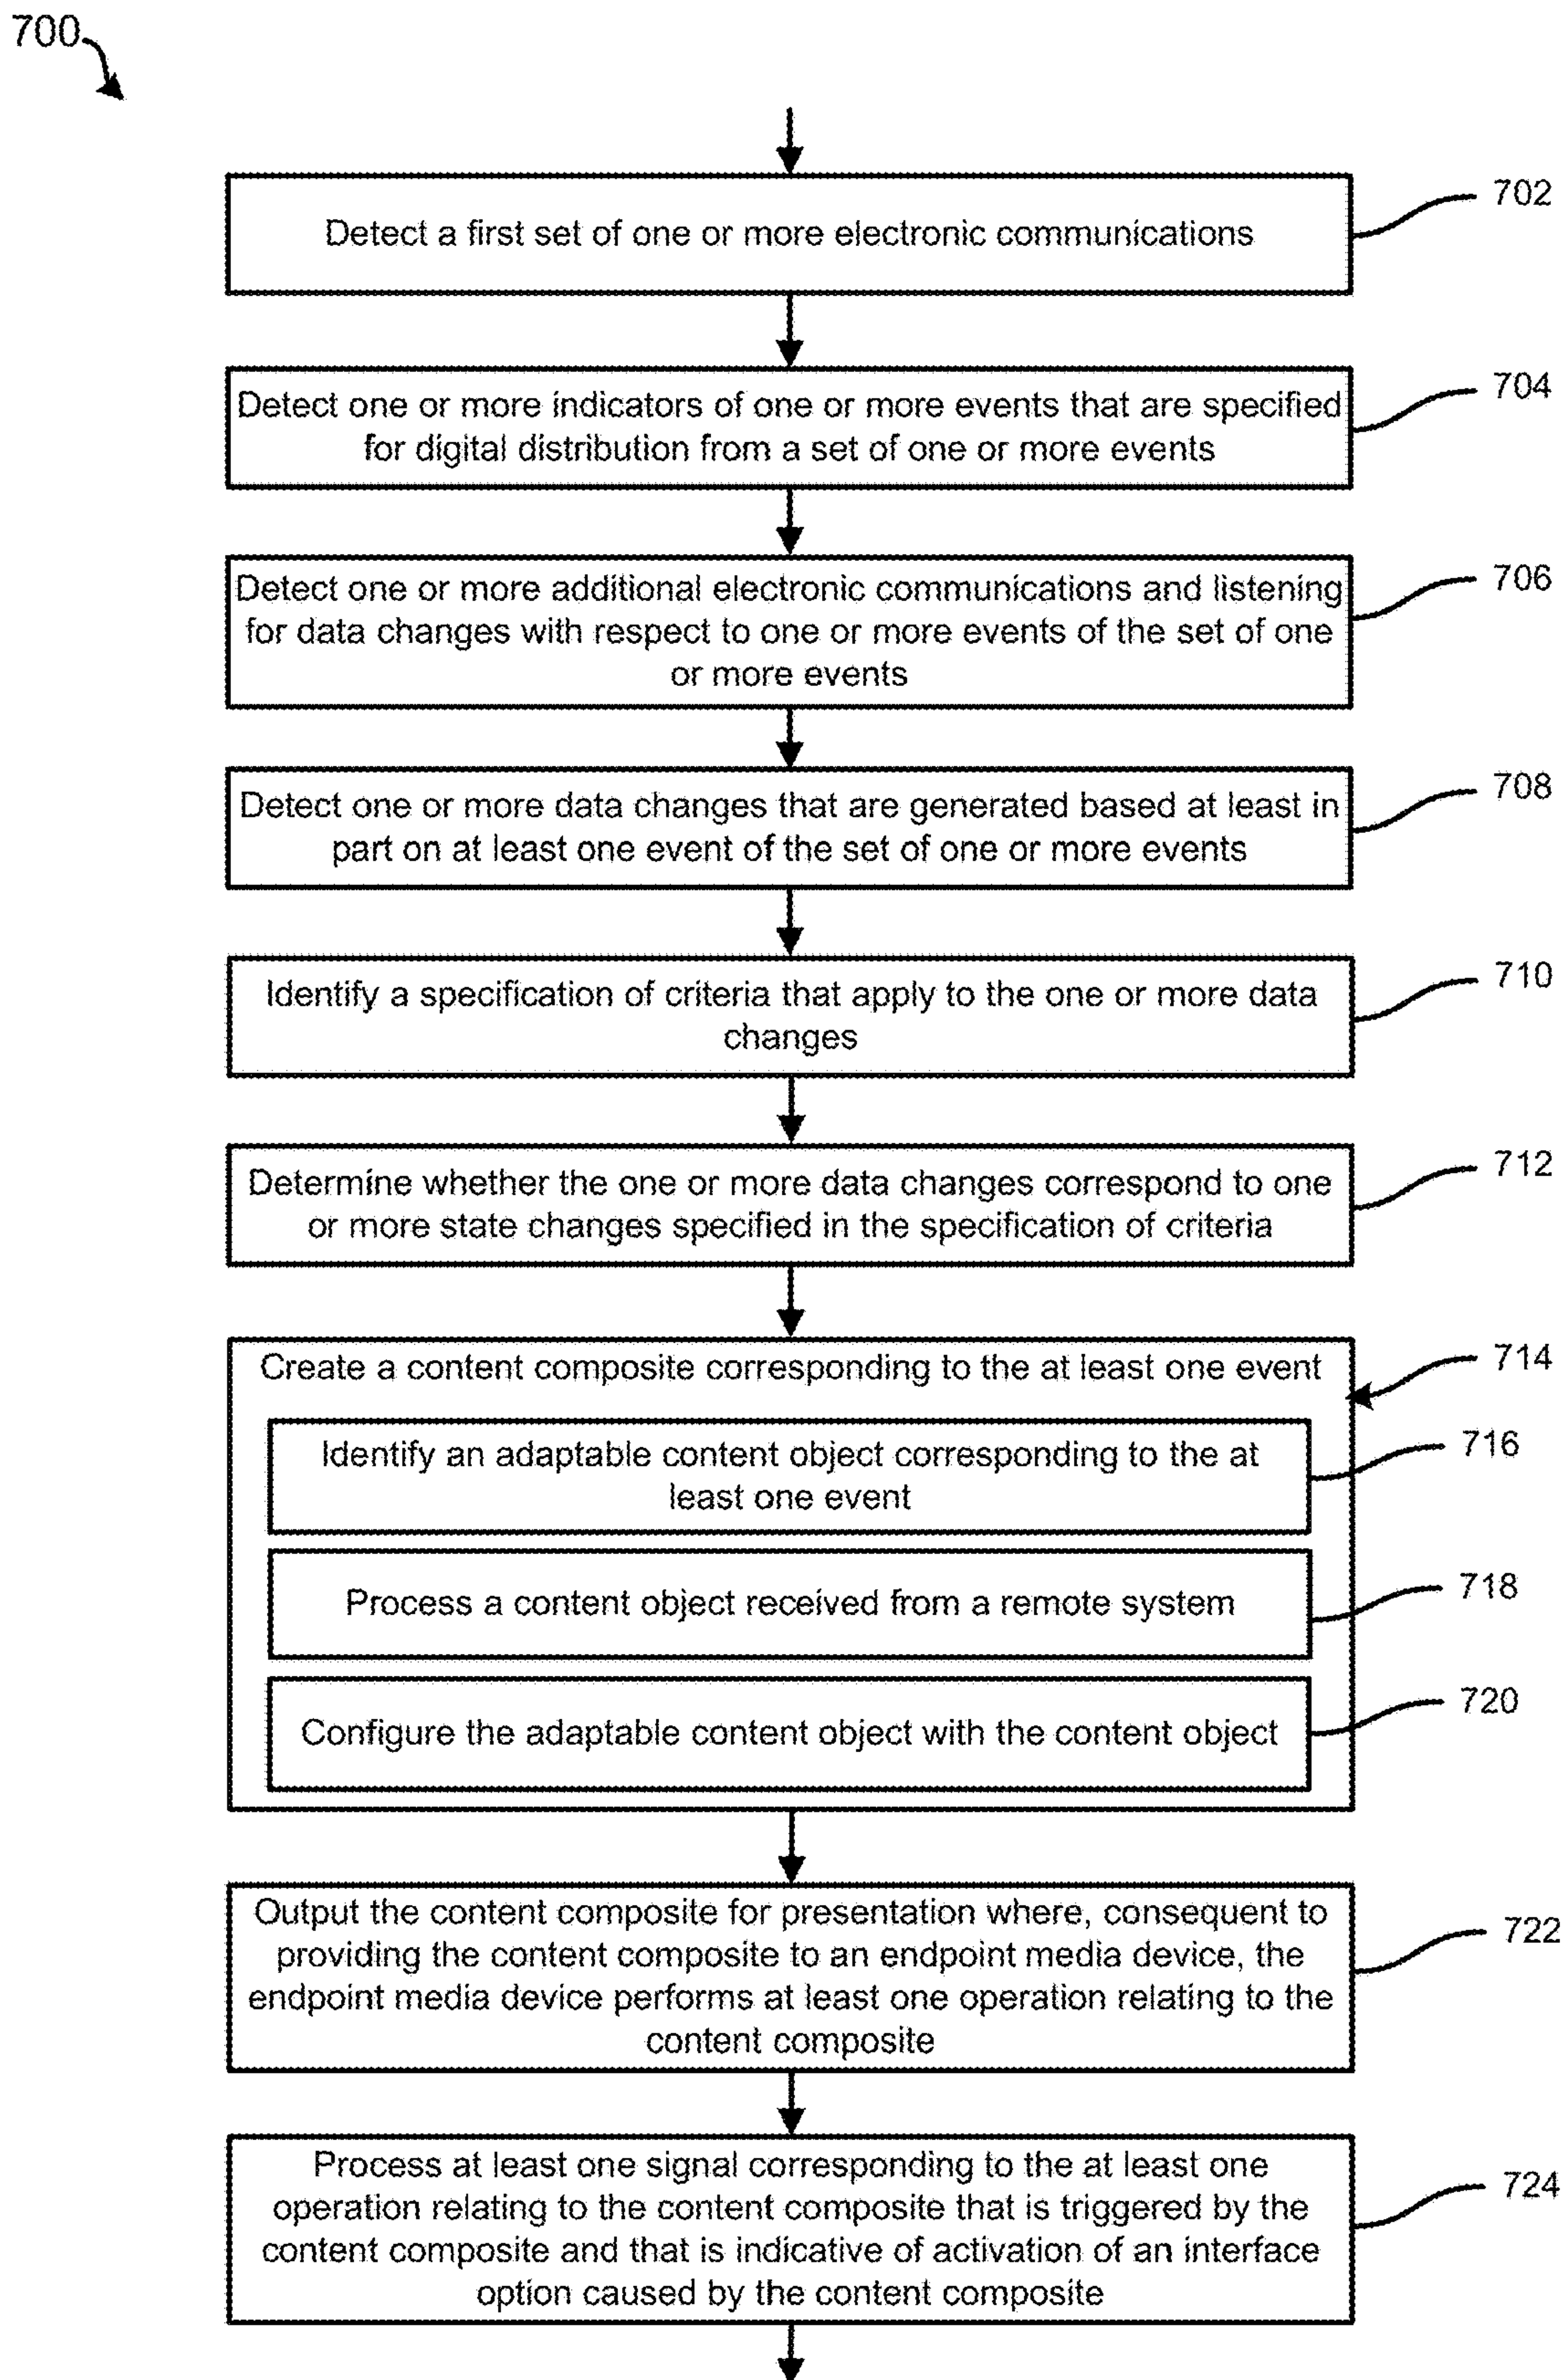 700
Detect a first set of one or more electronic communications
702
Detect one or more indicators of one or more events that are specified
for digital distribution from a set of one or more events
704
Detect one or more additional electronic communications and listening
for data changes with respect to one or more events of the set of one
or more events
706
Detect one or more data changes that are generated based at least in
part on at least one event of the set of one or more events
708
Identify a specification of criteria that apply to the one or more data
changes
710
Determine whether the one or more data changes correspond to one
or more state changes specified in the specification of criteria
712
Create a content composite corresponding to the at least one event
714
Identify an adaptable content object corresponding to the at
least one event
716
Process a content object received from a remote system
718
Configure the adaptable content object with the content object
720
Output the content composite for presentation where, consequent to
providing the content composite to an endpoint media device, the
endpoint media device performs at least one operation relating to the
content composite
722
Process at least one signal corresponding to the at least one
operation relating to the content composite that is triggered by the
content composite and that is indicative of activation of an interface
option caused by the content composite
724